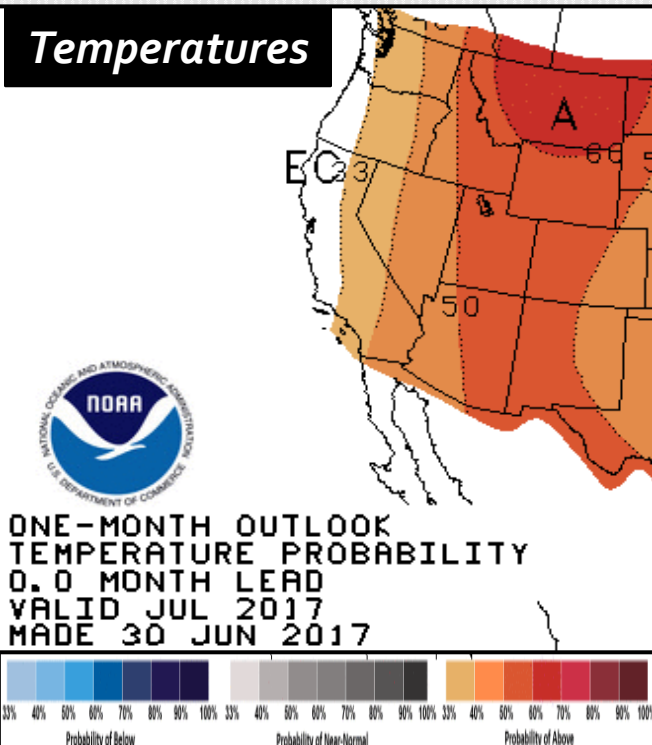 Temperatures
A
60
EC
33
50
NATIONAL OCEANIC AND ATMOSPHERIC ADMINISTRATION
NOAA
U.S. DEPARTMENT OF COMMERCE
ONE-MONTH OUTLOOK
TEMPERATURE PROBABILITY
0.0 MONTH LEAD
VALID JUL 2017
MADE 30 JUN 2017
33% 40% 50% 60% 70% 80% 90% 100% 33% 40% 50% 60% 70% 80% 90% 100% 33% 40% 50% 60% 70% 80% 90% 100%
Probability of Below Probability of Near-Normal Probability of Above